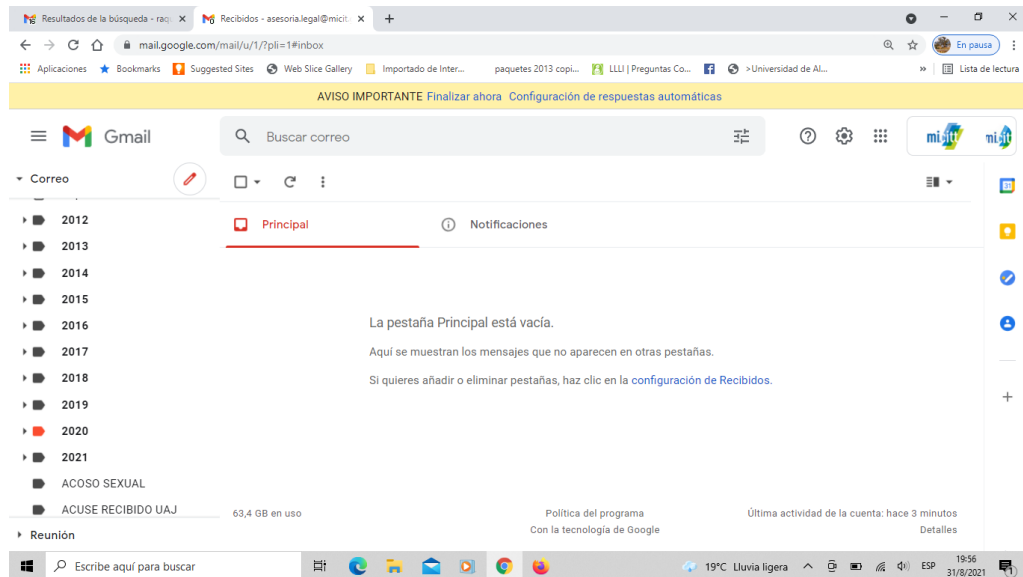 Resultados de la búsqueda - raq
Recibidos - asesoria.legal@micit
mail.google.com/mail/u/1/?pli=1#inbox
En pausa
Aplicaciones
Bookmarks
Suggested Sites
Web Slice Gallery
Importado de Inter...
paquetes 2013 copi...
LLLI | Preguntas Co...
>Universidad de Al...
»
Lista de lectura
AVISO IMPORTANTE Finalizar ahora Configuración de respuestas automáticas
Gmail
Buscar correo
micitt
Correo
Principal
Notificaciones
2012
2013
2014
2015
2016
2017
2018
2019
2020
2021
ACOSO SEXUAL
ACUSE RECIBIDO UAJ
Reunión
La pestaña Principal está vacía.
Aquí se muestran los mensajes que no aparecen en otras pestañas.
Si quieres añadir o eliminar pestañas, haz clic en la configuración de Recibidos.
63,4 GB en uso
Política del programa
Con la tecnología de Google
Última actividad de la cuenta: hace 3 minutos
Detalles
31
Escribe aquí para buscar
19°C Lluvia ligera
ESP
19:56
31/8/2021
1